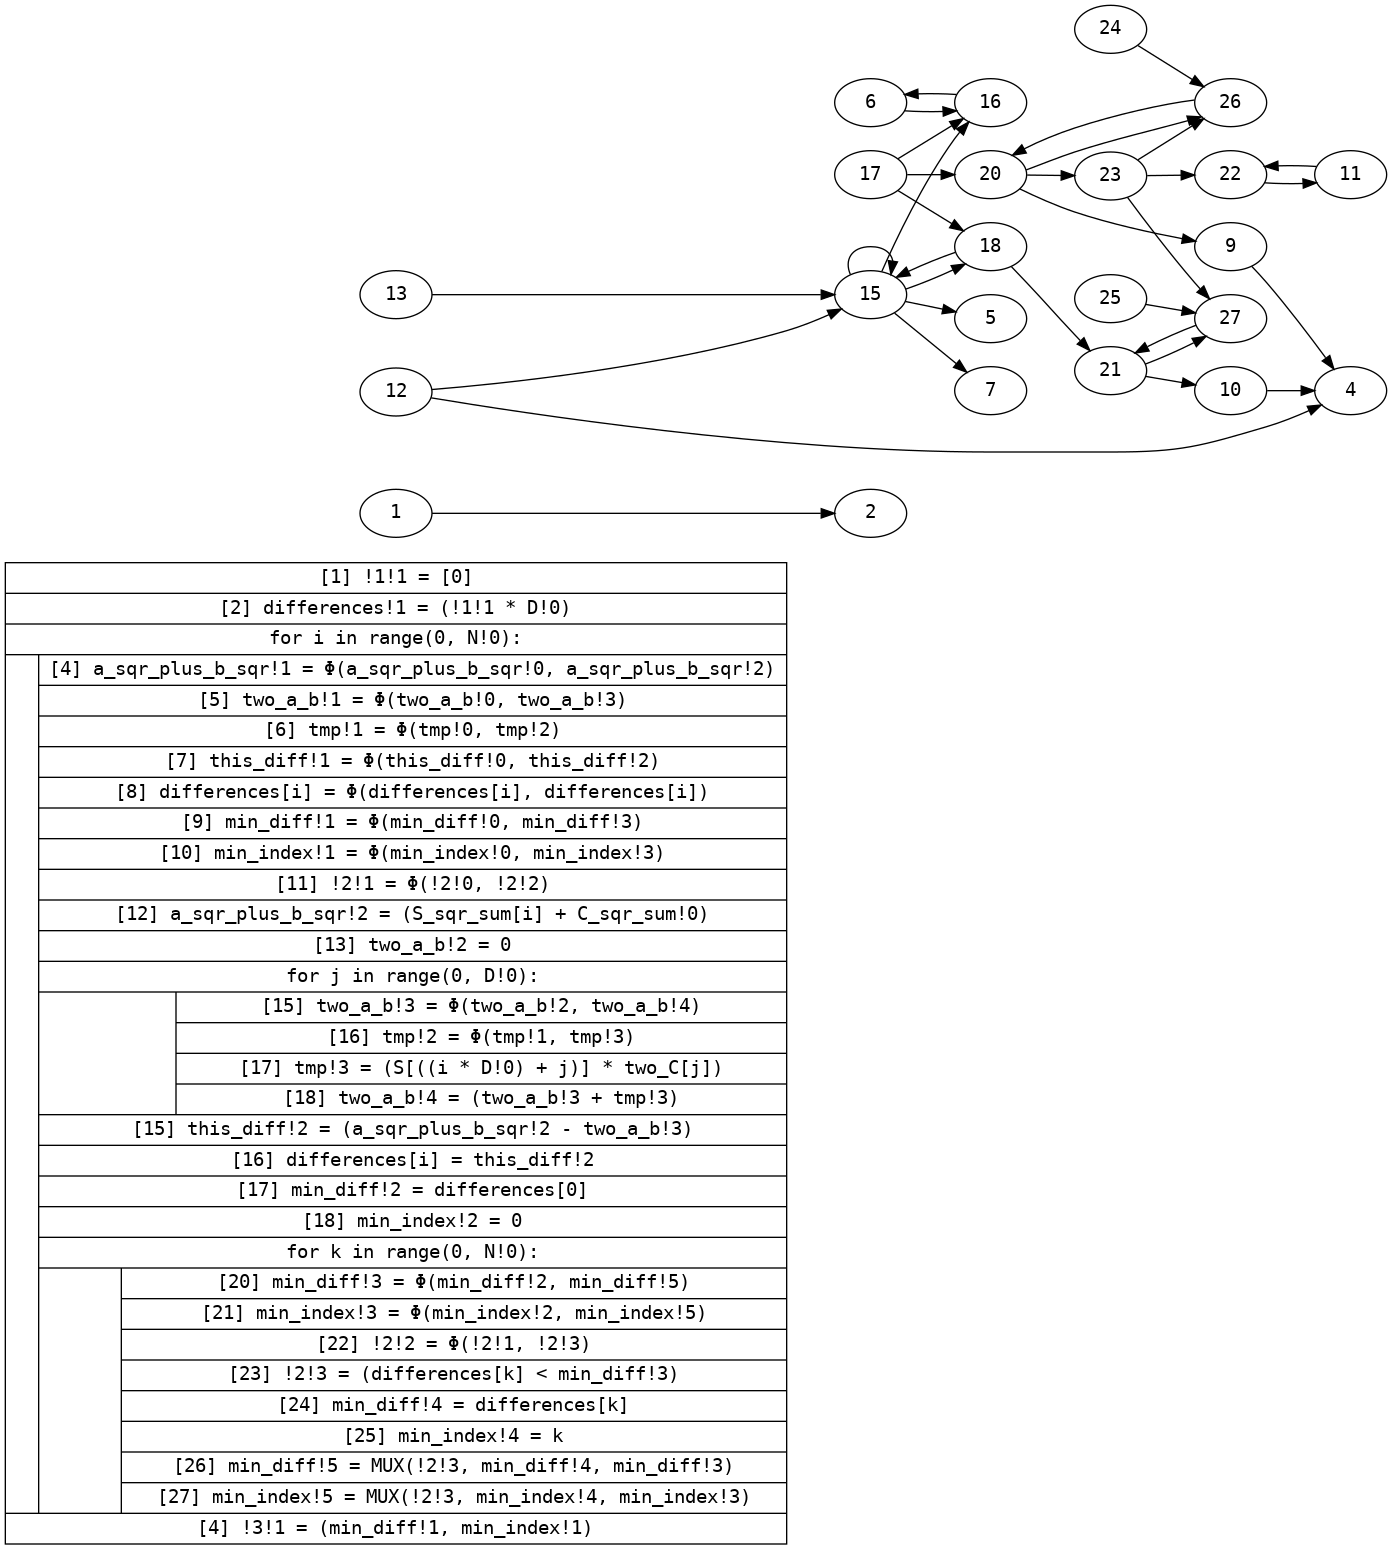 24
6
16
26
17
20
23
22
11
18
9
13
15
25
5
27
12
21
7
10
4
1
2
[1] !1!1 = [0]
[2] differences!1 = (!1!1 * D!0)
for i in range(0, N!0):
[4] a_sqr_plus_b_sqr!1 = Φ(a_sqr_plus_b_sqr!0, a_sqr_plus_b_sqr!2)
[5] two_a_b!1 = Φ(two_a_b!0, two_a_b!3)
[6] tmp!1 = Φ(tmp!0, tmp!2)
[7] this_diff!1 = Φ(this_diff!0, this_diff!2)
[8] differences[i] = Φ(differences[i], differences[i])
[9] min_diff!1 = Φ(min_diff!0, min_diff!3)
[10] min_index!1 = Φ(min_index!0, min_index!3)
[11] !2!1 = Φ(!2!0, !2!2)
[12] a_sqr_plus_b_sqr!2 = (S_sqr_sum[i] + C_sqr_sum!0)
[13] two_a_b!2 = 0
for j in range(0, D!0):
[15] two_a_b!3 = Φ(two_a_b!2, two_a_b!4)
[16] tmp!2 = Φ(tmp!1, tmp!3)
[17] tmp!3 = (S[((i * D!0) + j)] * two_C[j])
[18] two_a_b!4 = (two_a_b!3 + tmp!3)
[15] this_diff!2 = (a_sqr_plus_b_sqr!2 - two_a_b!3)
[16] differences[i] = this_diff!2
[17] min_diff!2 = differences[0]
[18] min_index!2 = 0
for k in range(0, N!0):
[20] min_diff!3 = Φ(min_diff!2, min_diff!5)
[21] min_index!3 = Φ(min_index!2, min_index!5)
[22] !2!2 = Φ(!2!1, !2!3)
[23] !2!3 = (differences[k] < min_diff!3)
[24] min_diff!4 = differences[k]
[25] min_index!4 = k
[26] min_diff!5 = MUX(!2!3, min_diff!4, min_diff!3)
[27] min_index!5 = MUX(!2!3, min_index!4, min_index!3)
[4] !3!1 = (min_diff!1, min_index!1)